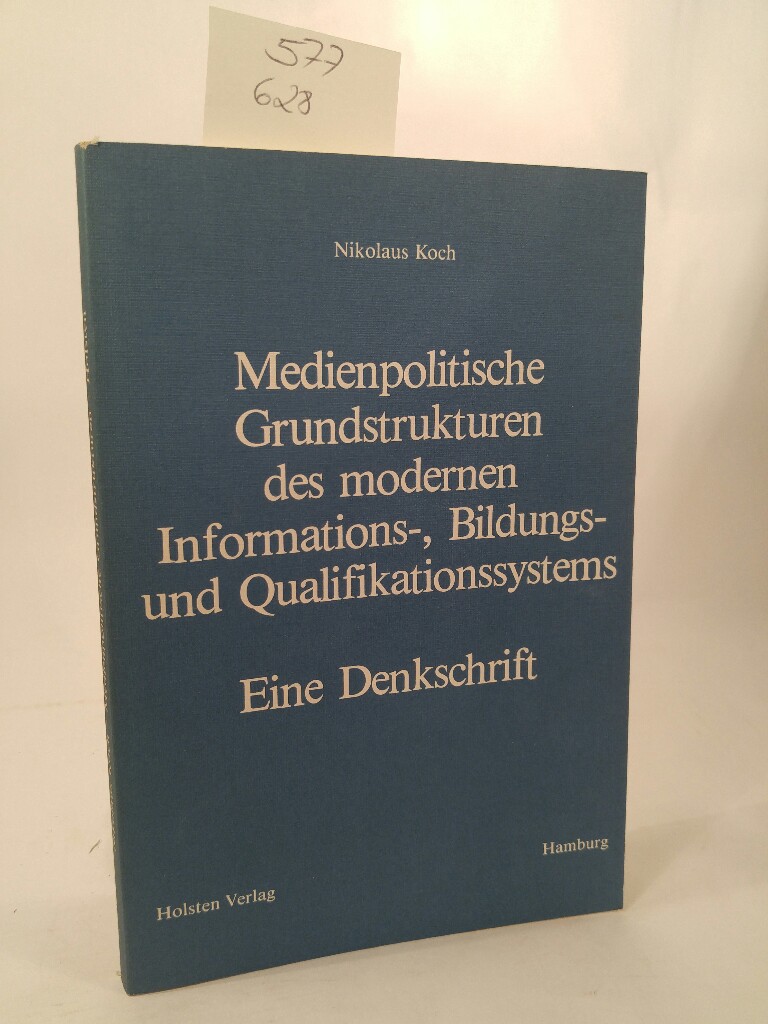 577
628
Nikolaus Koch
Medienpolitische
Grundstrukturen
des modernen
Informations-, Bildungs-
und Qualifikationssystems
Eine Denkschrift
Holsten Verlag
Hamburg